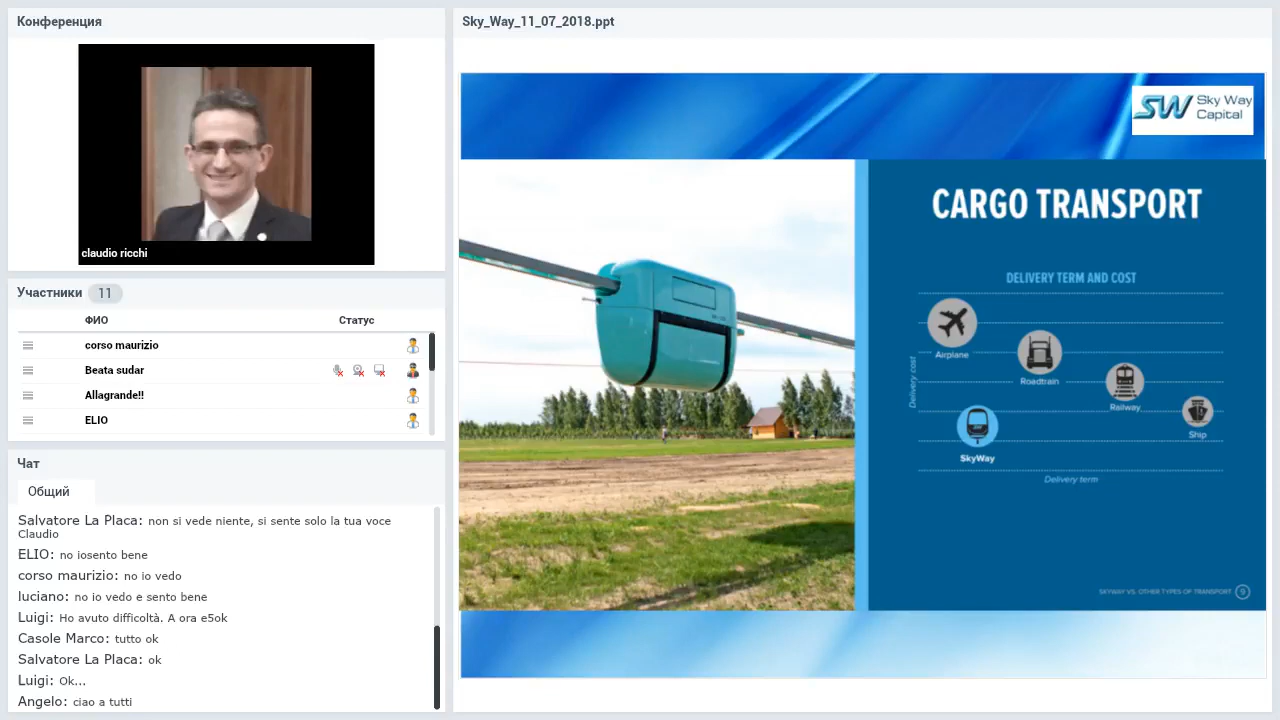 Конференция
claudio ricchi
Участники 11
ФИО Статус
corso maurizio
Beata sudar
Allagrande!!
ELIO
Чат
Общий
Salvatore La Placa: non si vede niente, si sente solo la tua voce
Claudio
ELIO: no iosento bene
corso maurizio: no io vedo
luciano: no io vedo e sento bene
Luigi: Ho avuto difficoltà. A ora e5ok
Casole Marco: tutto ok
Salvatore La Placa: ok
Luigi: Ok...
Angelo: ciao a tutti
Sky_Way_11_07_2018.ppt
SW Sky Way
Capital
CARGO TRANSPORT
DELIVERY TERM AND COST
Delivery cost
Airplane
Roadtrain
Railway
Ship
SkyWay
Delivery term
SKYWAY VS. OTHER TYPES OF TRANSPORT 9